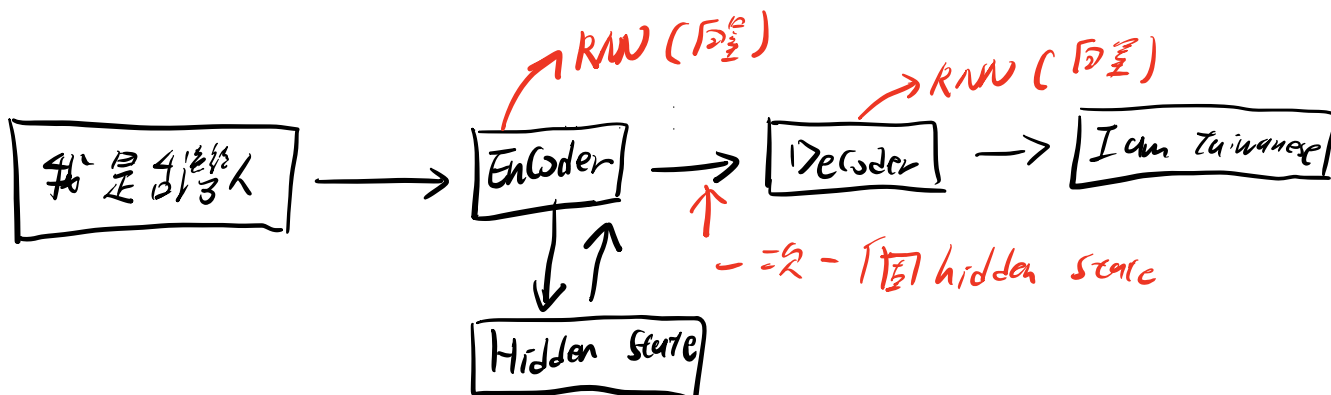 RNN (向量)
RNN (向量)
我是台灣人
Encoder
Decoder
I am taiwanese
一次一個 hidden state
Hidden state